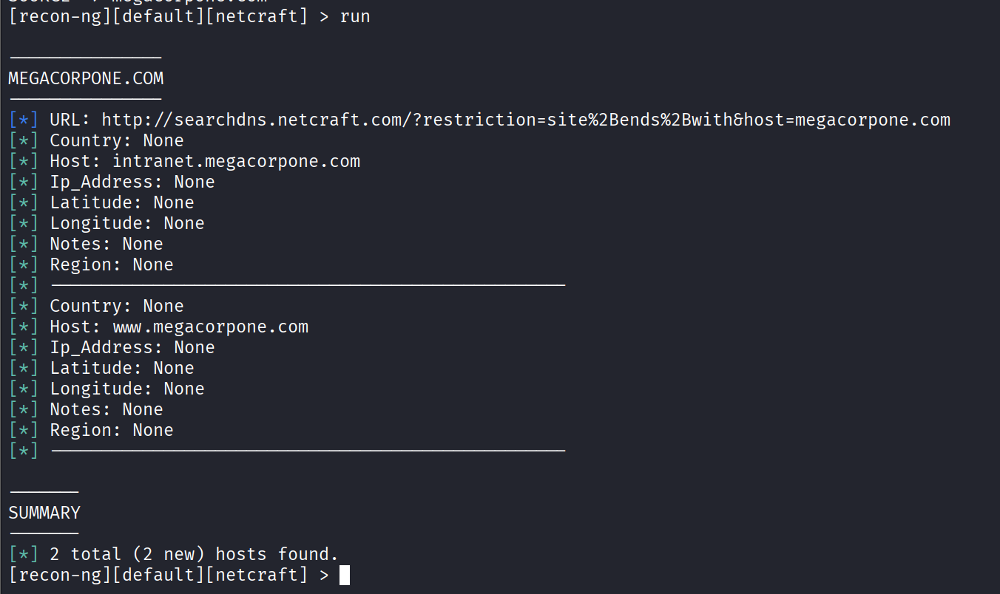 [recon-ng][default][netcraft] > run
MEGACORPONE.COM
[*] URL: http://searchdns.netcraft.com/?restriction=site%2Bends%2Bwith&host=megacorpone.com
[*] Country: None
[*] Host: intranet.megacorpone.com
[*] Ip_Address: None
[*] Latitude: None
[*] Longitude: None
[*] Notes: None
[*] Region: None
[*] --------------------------------------------------
[*] Country: None
[*] Host: www.megacorpone.com
[*] Ip_Address: None
[*] Latitude: None
[*] Longitude: None
[*] Notes: None
[*] Region: None
[*] --------------------------------------------------
SUMMARY
[*] 2 total (2 new) hosts found.
[recon-ng][default][netcraft] >